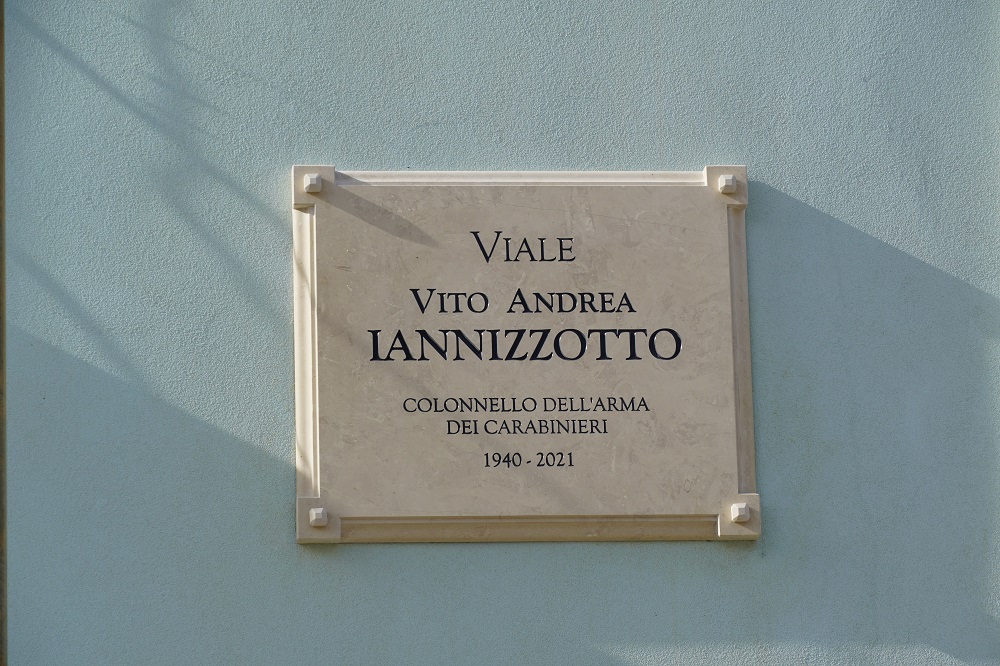 VIALE
VITO ANDREA
IANNIZZOTTO
COLONNELLO DELL'ARMA
DEI CARABINIERI
1940 - 2021